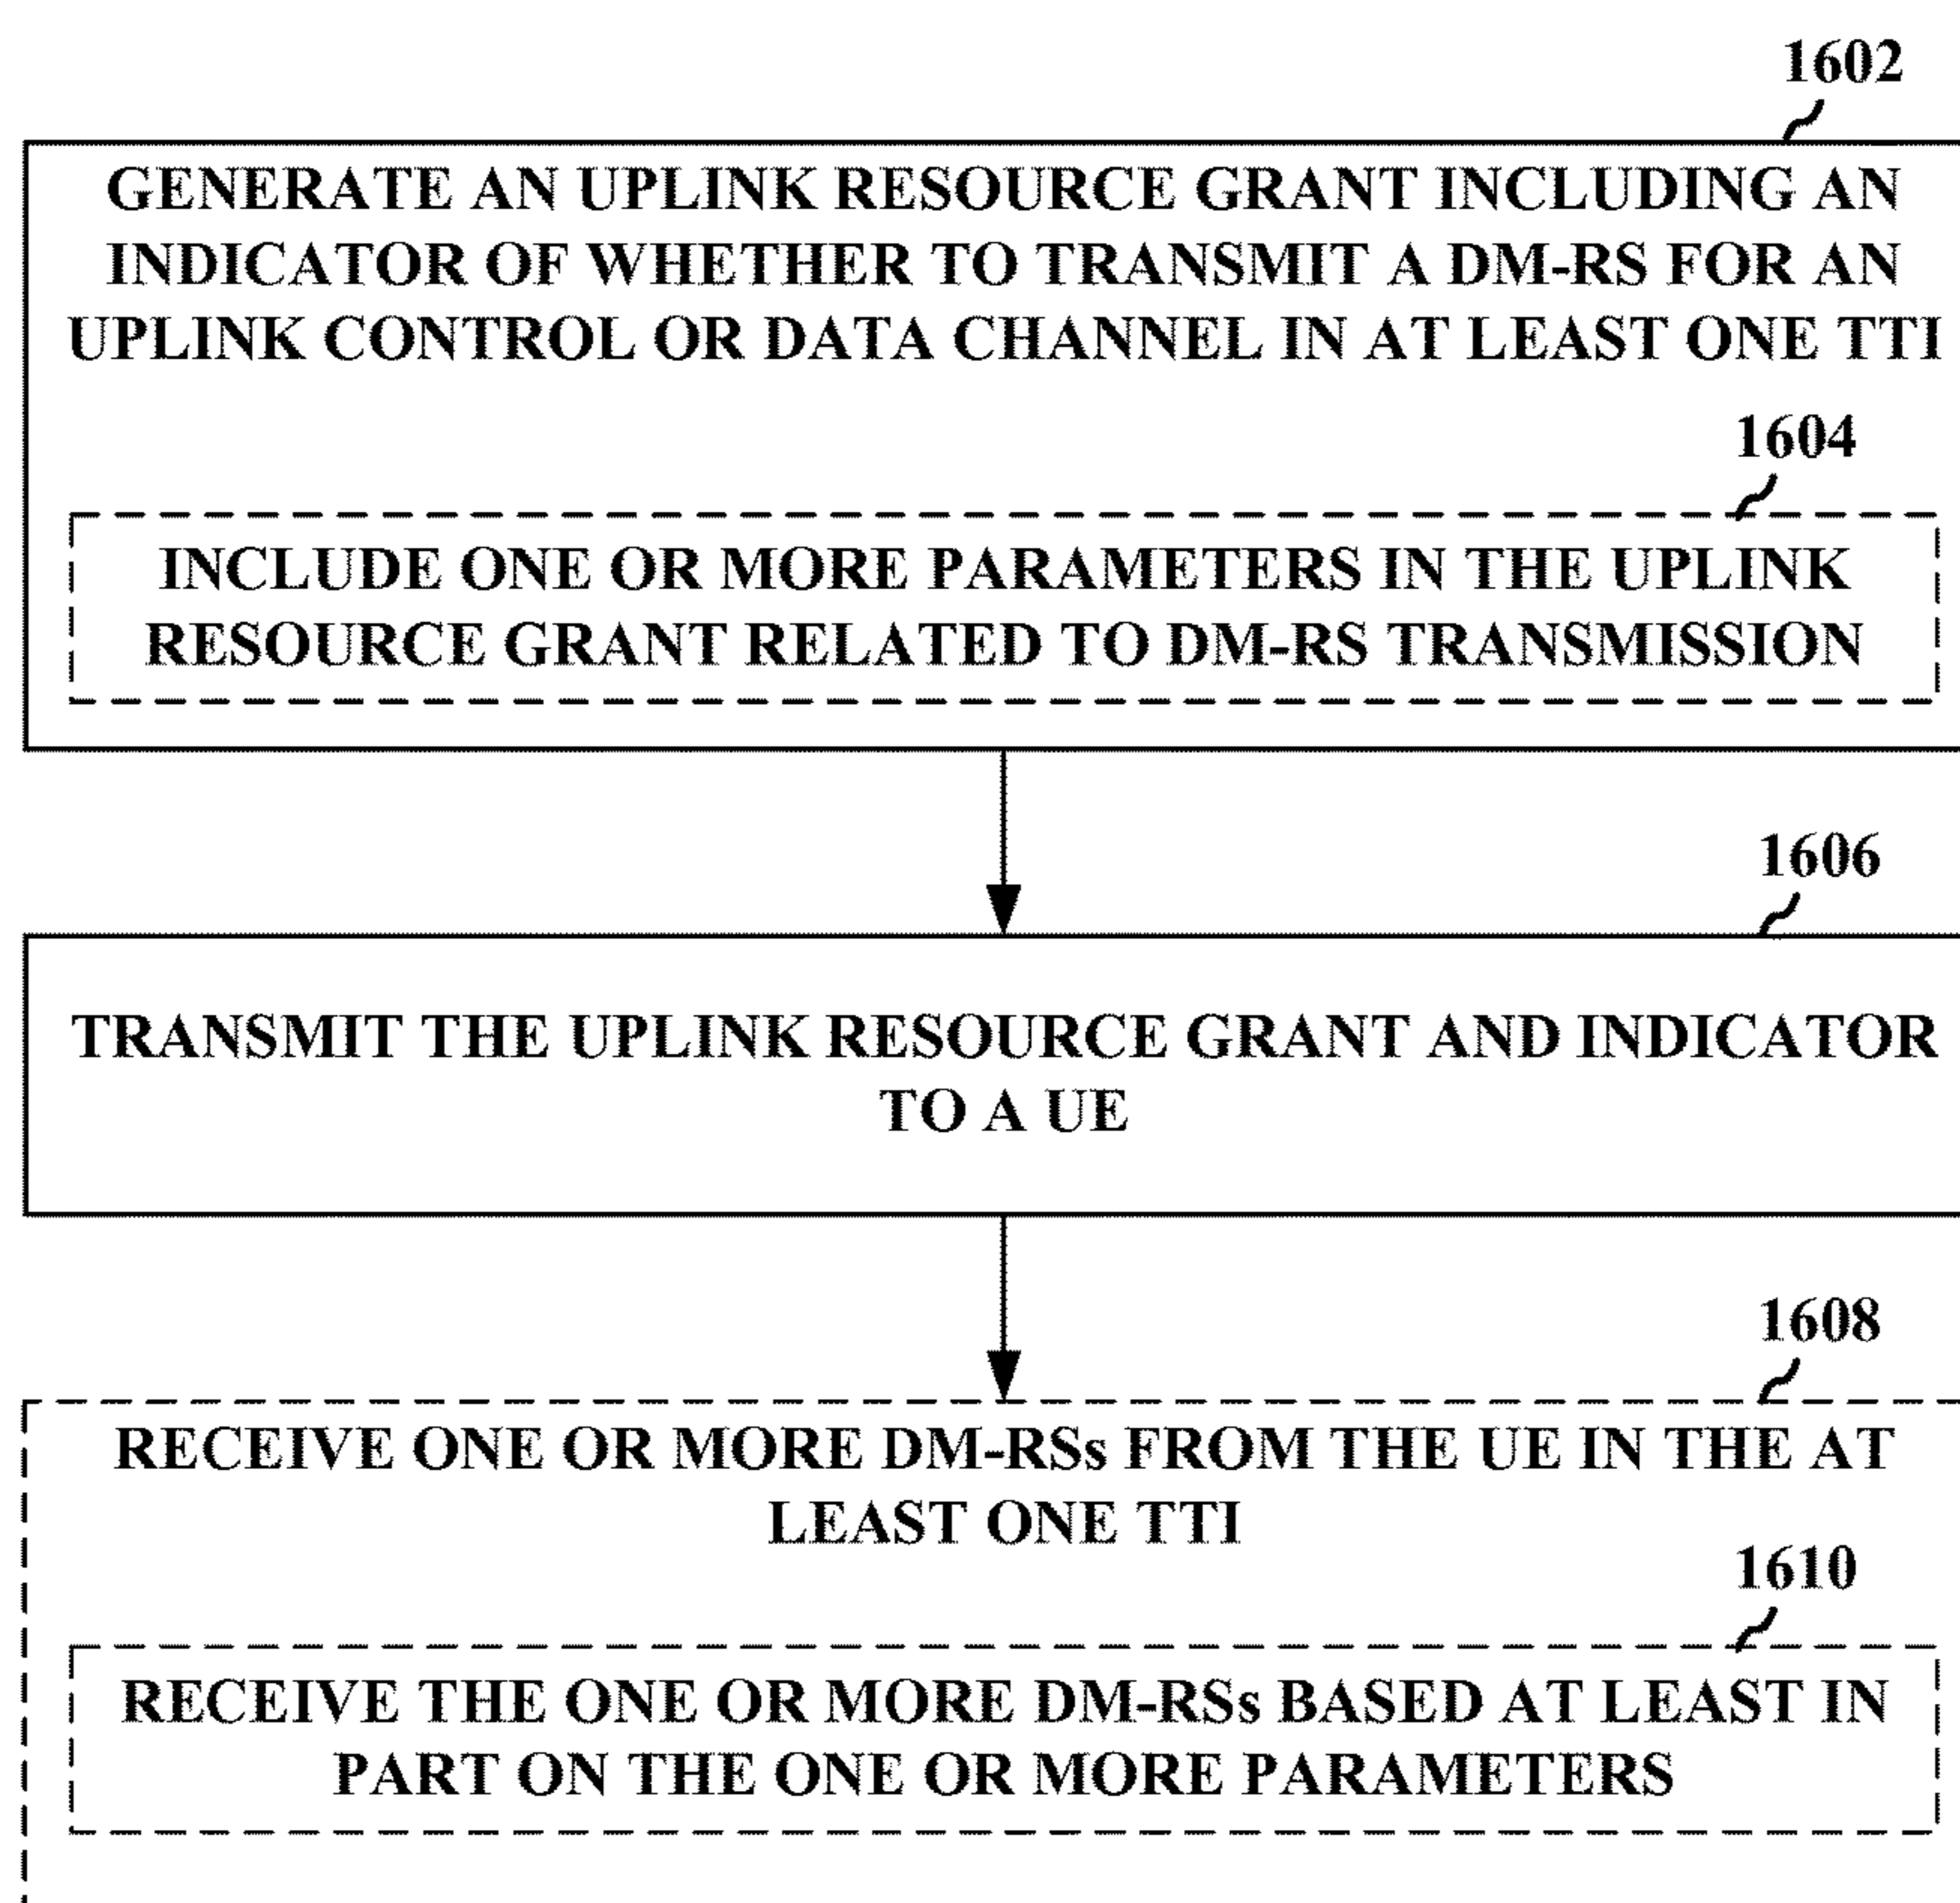 1602
GENERATE AN UPLINK RESOURCE GRANT INCLUDING AN
INDICATOR OF WHETHER TO TRANSMIT A DM-RS FOR AN
UPLINK CONTROL OR DATA CHANNEL IN AT LEAST ONE TTI
1604
INCLUDE ONE OR MORE PARAMETERS IN THE UPLINK
RESOURCE GRANT RELATED TO DM-RS TRANSMISSION
1606
TRANSMIT THE UPLINK RESOURCE GRANT AND INDICATOR
TO A UE
1608
RECEIVE ONE OR MORE DM-RSs FROM THE UE IN THE AT
LEAST ONE TTI
1610
RECEIVE THE ONE OR MORE DM-RSs BASED AT LEAST IN
PART ON THE ONE OR MORE PARAMETERS